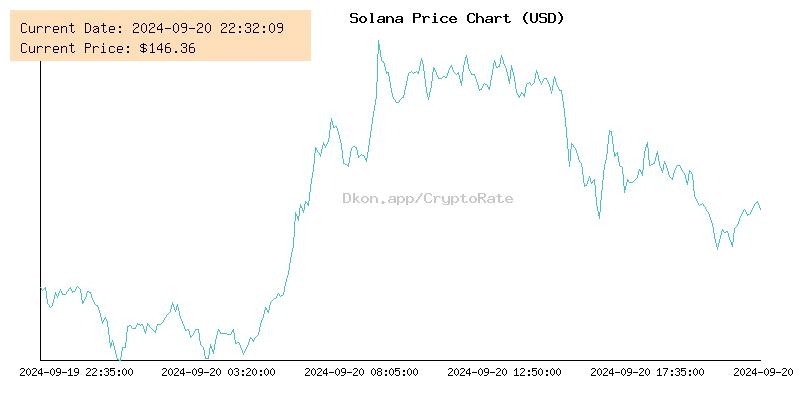 Solana Price Chart (USD)
Current Date: 2024-09-20 22:32:09
Current Price: $146.36
Dkon.app/CryptoRate
2024-09-19 22:35:00 2024-09-20 03:20:00 2024-09-20 08:05:00 2024-09-20 12:50:00 2024-09-20 17:35:00 2024-09-20